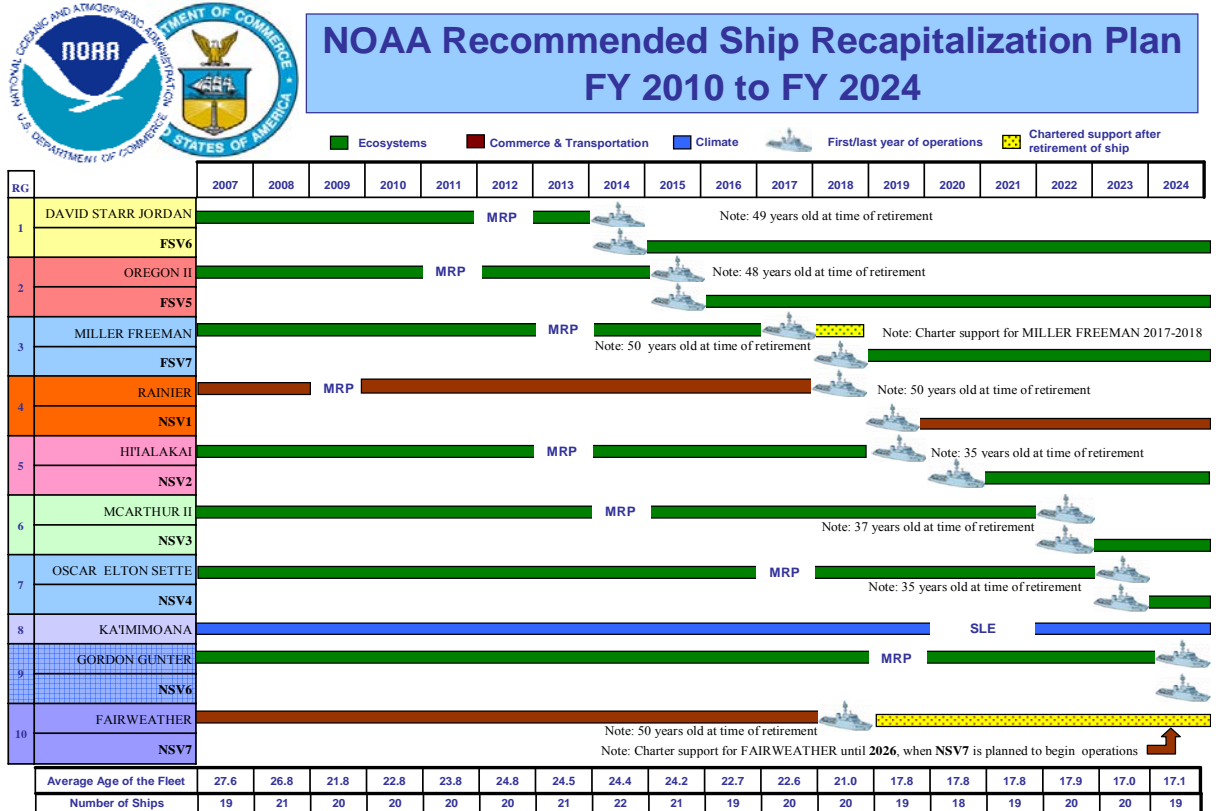 NATIONAL OCEANIC AND ATMOSPHERIC ADMINISTRATION
NOAA
U.S. DEPARTMENT OF COMMERCE
MENT OF COMMERCE
STATES OF AMERICA
NOAA Recommended Ship Recapitalization Plan
FY 2010 to FY 2024
Ecosystems Commerce & Transportation Climate First/last year of operations Chartered support after
retirement of ship
RG 2007 2008 2009 2010 2011 2012 2013 2014 2015 2016 2017 2018 2019 2020 2021 2022 2023 2024
1 DAVID STARR JORDAN MRP Note: 49 years old at time of retirement
FSV6
2 OREGON II MRP Note: 48 years old at time of retirement
FSV5
3 MILLER FREEMAN MRP Note: Charter support for MILLER FREEMAN 2017-2018
Note: 50 years old at time of retirement
FSV7
4 RAINIER MRP Note: 50 years old at time of retirement
NSV1
5 HI'IALAKAI MRP Note: 35 years old at time of retirement
NSV2
6 MCARTHUR II MRP
Note: 37 years old at time of retirement
NSV3
7 OSCAR ELTON SETTE MRP
Note: 35 years old at time of retirement
NSV4
8 KA'IMIMOANA SLE
9 GORDON GUNTER MRP
NSV6
10 FAIRWEATHER
Note: 50 years old at time of retirement
NSV7 Note: Charter support for FAIRWEATHER until 2026, when NSV7 is planned to begin operations
Average Age of the Fleet 27.6 26.8 21.8 22.8 23.8 24.8 24.5 24.4 24.2 22.7 22.6 21.0 17.8 17.8 17.8 17.9 17.0 17.1
Number of Ships 19 21 20 20 20 20 21 22 21 19 20 20 19 18 19 20 20 19